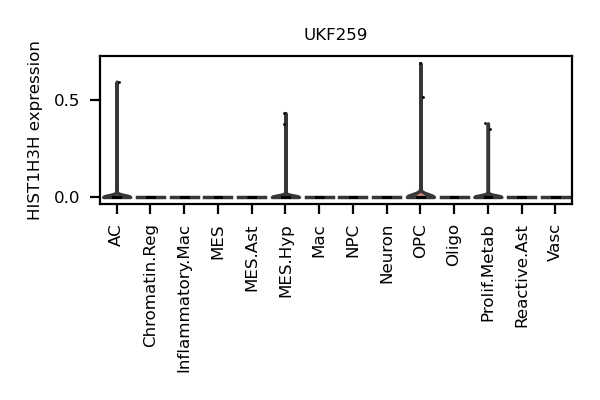 UKF259
HIST1H3H expression
0.5
0.0
AC
Chromatin.Reg
Inflammatory.Mac
MES
MES.Ast
MES.Hyp
Mac
NPC
Neuron
OPC
Oligo
Prolif.Metab
Reactive.Ast
Vasc